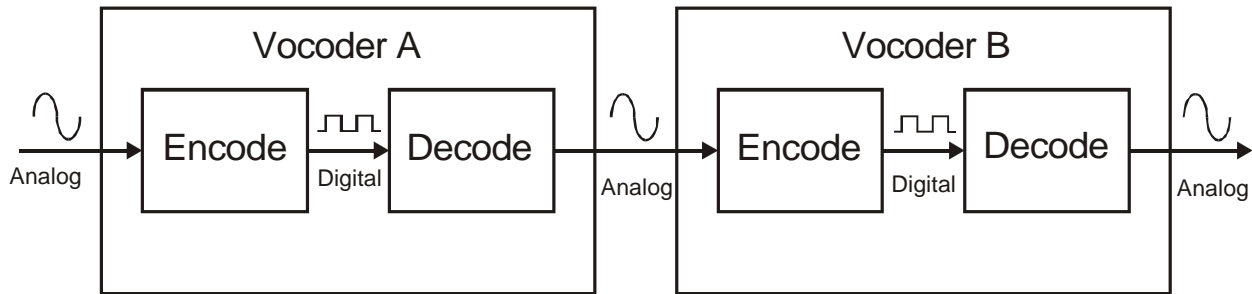 Vocoder A
Vocoder B
Encode
Decode
Encode
Decode
Analog
Digital
Analog
Digital
Analog